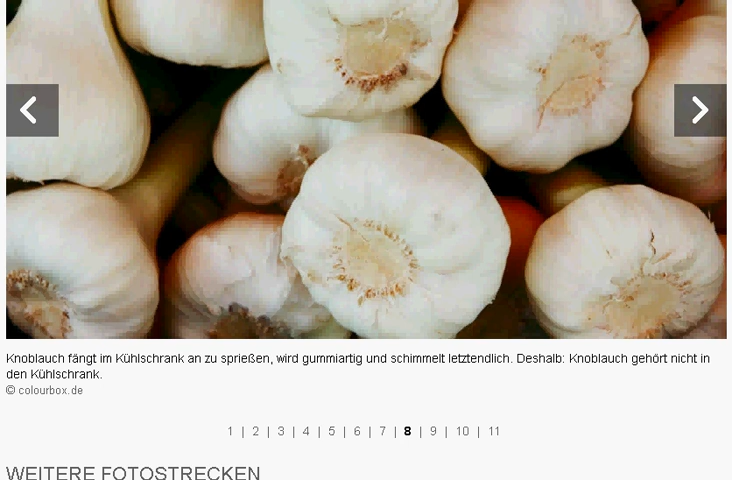 Knoblauch fängt im Kühlschrank an zu sprießen, wird gummiartig und schimmelt letztendlich. Deshalb: Knoblauch gehört nicht in
den Kühlschrank.
© colourbox.de
1 | 2 | 3 | 4 | 5 | 6 | 7 | 8 | 9 | 10 | 11
WEITERE FOTOSTRECKEN